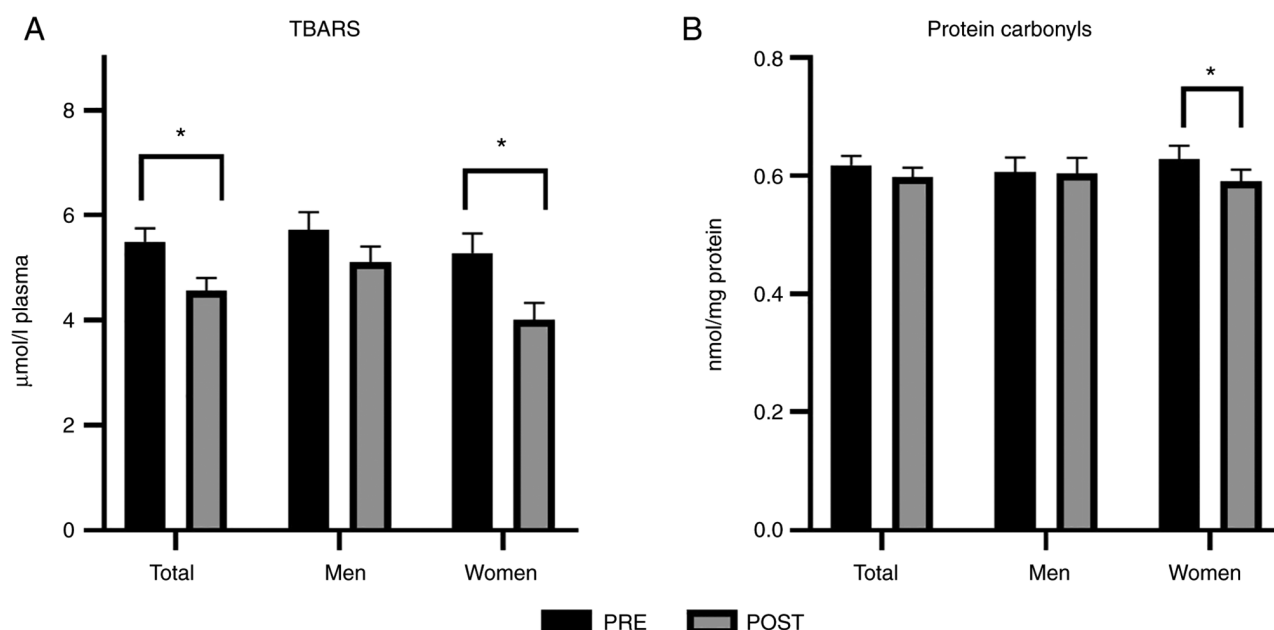 A
TBARS
μmol/l plasma
8
6
4
2
0
*
*
Total
Men
Women
B
Protein carbonyls
nmol/mg protein
0.8
0.6
0.4
0.2
0.0
*
Total
Men
Women
PRE
POST